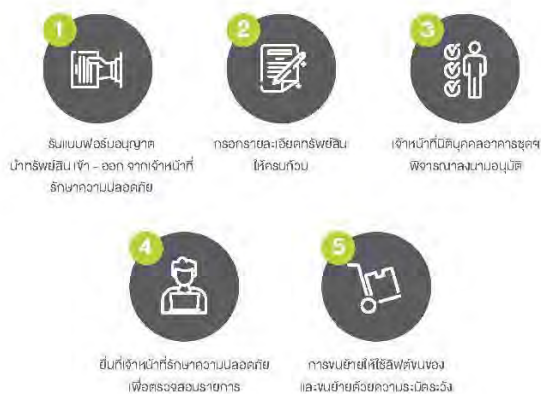 1
รับแบบฟอร์มอนุญาต
นำทรัพย์สิน เข้า - ออก จากเจ้าหน้าที่
รักษาความปลอดภัย
2
กรอกรายละเอียดทรัพย์สิน
ให้ครบถ้วน
3
เจ้าหน้าที่นิติบุคคลอาคารชุดฯ
พิจารณาลงนามอนุมัติ
4
ยื่นที่เจ้าหน้าที่รักษาความปลอดภัย
เพื่อตรวจสอบรายการ
5
การขนย้ายให้ใช้ลิฟต์ขนของ
และขนย้ายด้วยความระมัดระวัง